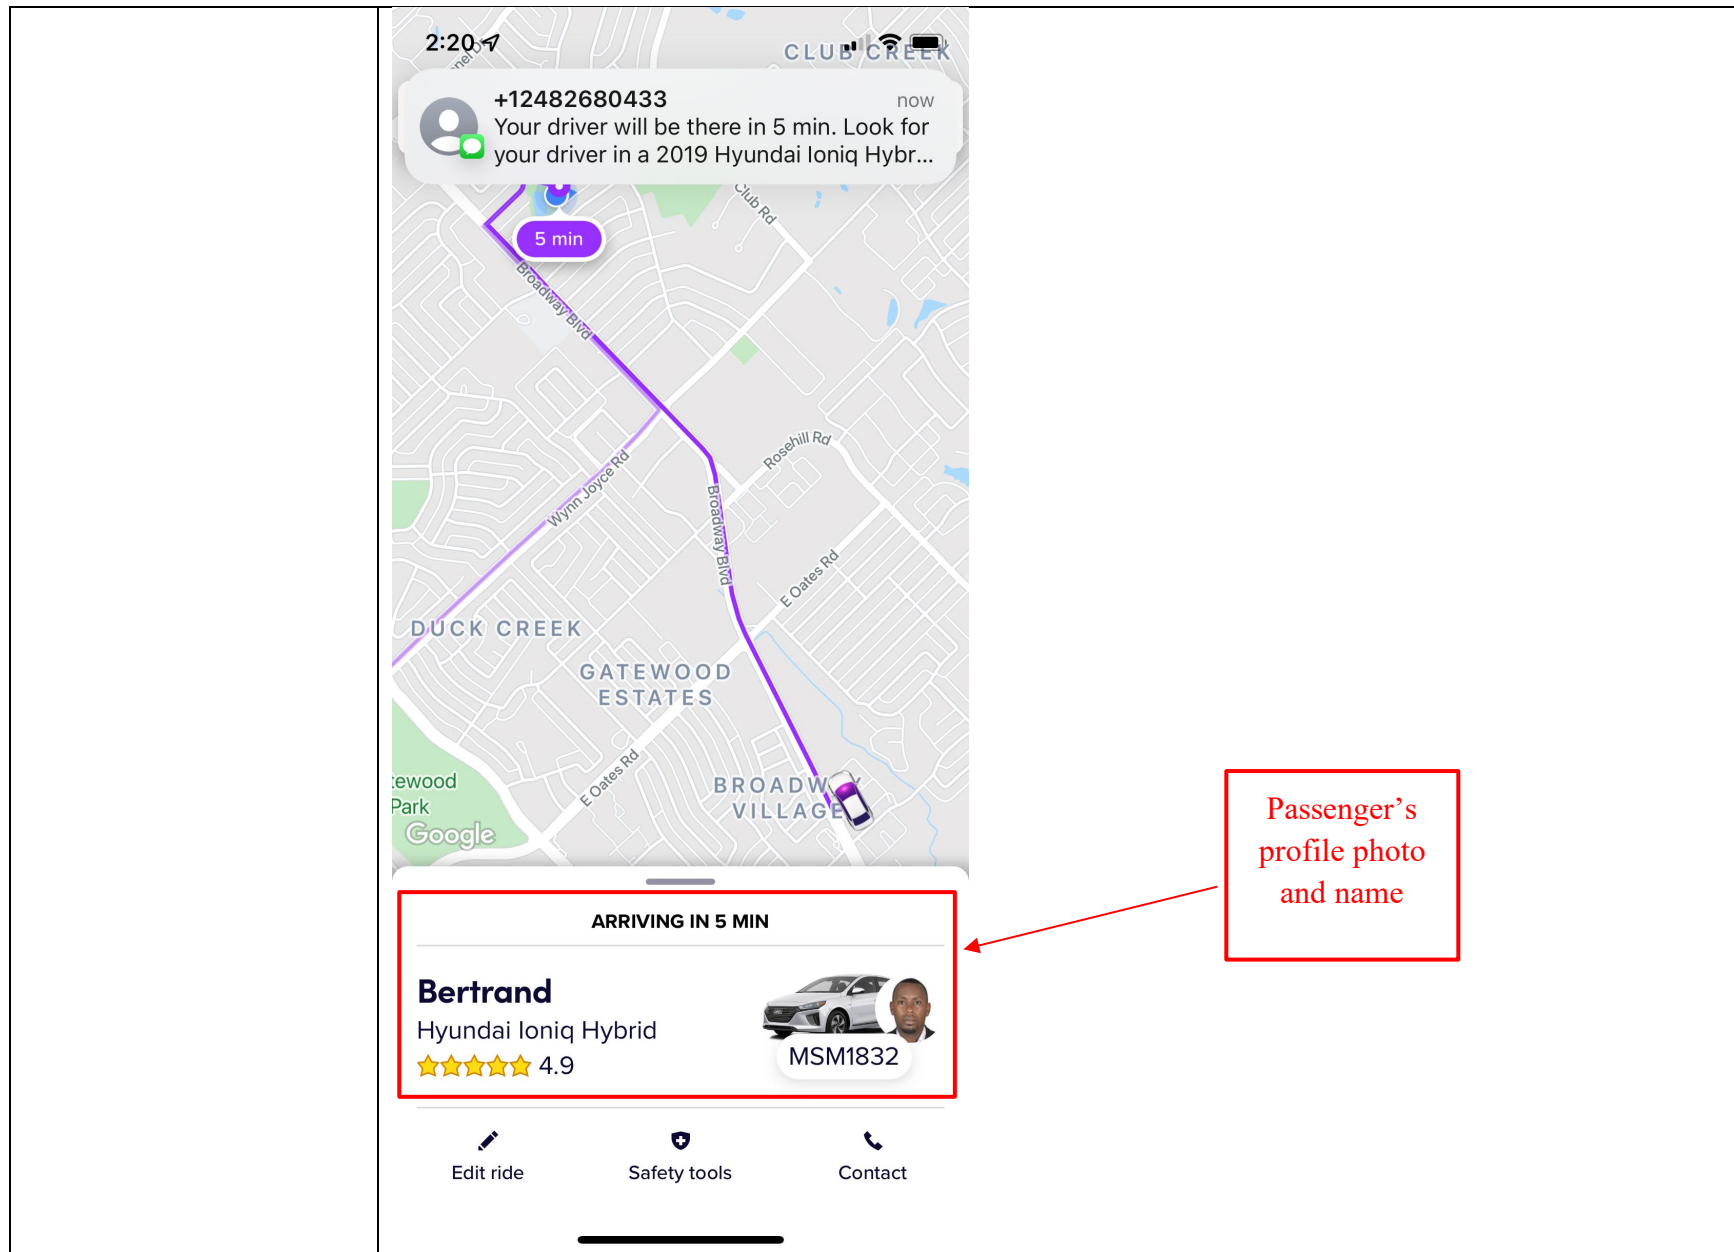 2:20
CLUB CREEK
+12482680433
now
Your driver will be there in 5 min. Look for
your driver in a 2019 Hyundai Ioniq Hybr...
Club Rd
5 min
Broadway Blvd
Rosehill Rd
Wynn Joyce Rd
Broadway Blvd
E Oates Rd
DUCK CREEK
GATEWOOD
ESTATES
E Oates Rd
ewood
Park
Google
BROADW
VILLAGE
Passenger’s
profile photo
and name
ARRIVING IN 5 MIN
Bertrand
Hyundai Ioniq Hybrid
4.9
MSM1832
Edit ride
Safety tools
Contact